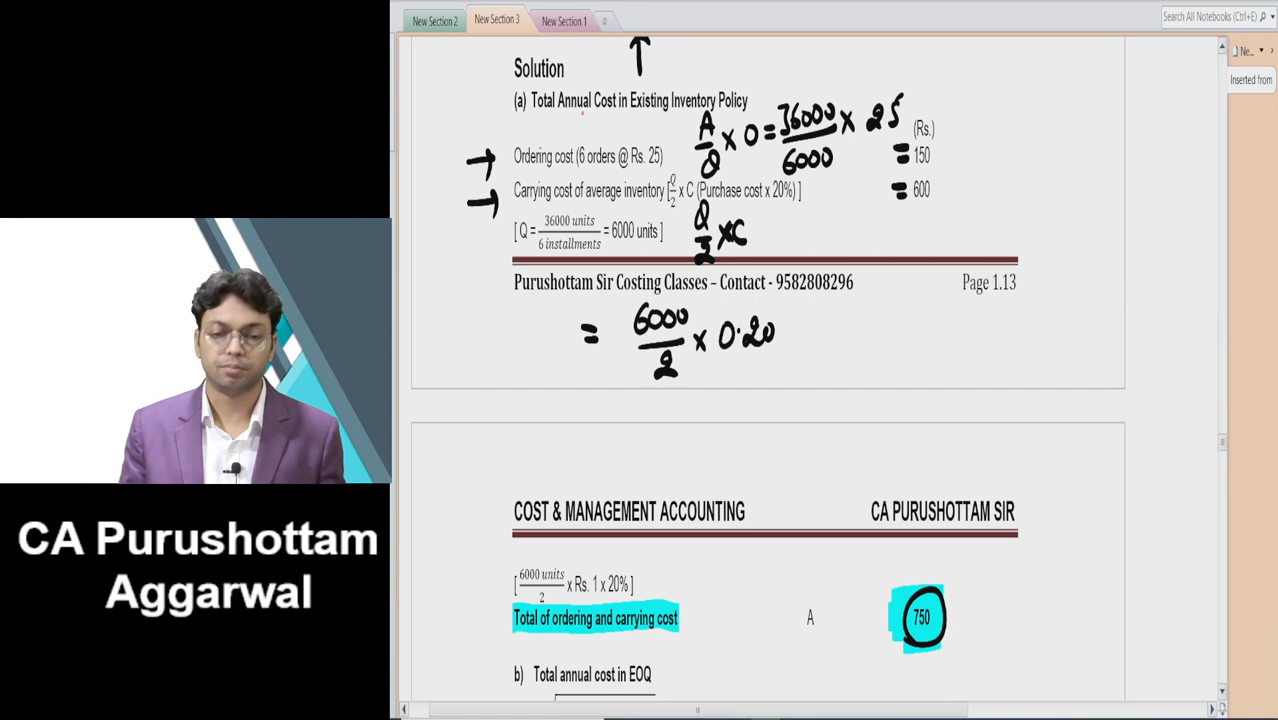 New Section 2
New Section 3
New Section 1
Search All Notebooks (Ctrl+E)
Ne...
Inserted from
Solution
(a) Total Annual Cost in Existing Inventory Policy
A/Q × O = 36000/6000 × 25
(Rs.)
Ordering cost (6 orders @ Rs. 25) = 150
Carrying cost of average inventory [Q/2 x C (Purchase cost x 20%) ] = 600
[ Q = 36000 units / 6 installments = 6000 units ] Q/2 × C
Purushottam Sir Costing Classes – Contact - 9582808296 Page 1.13
= 6000/2 × 0.20
COST & MANAGEMENT ACCOUNTING CA PURUSHOTTAM SIR
[ 6000 units / 2 x Rs. 1 x 20% ]
Total of ordering and carrying cost A 750
b) Total annual cost in EOQ
CA Purushottam
Aggarwal